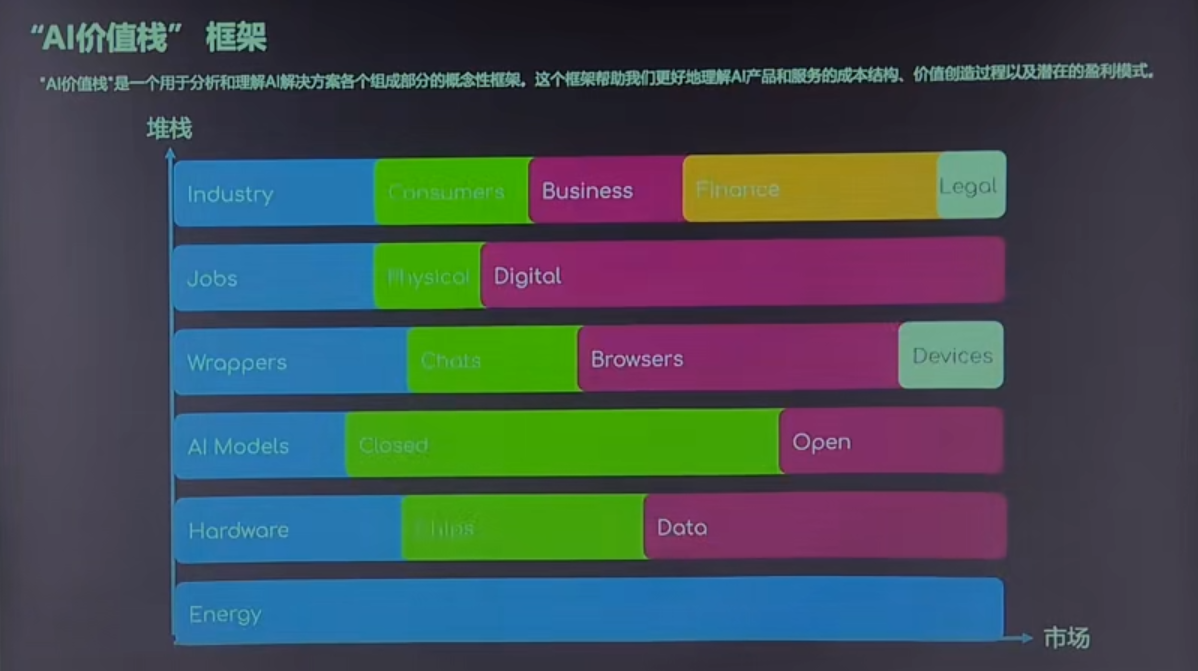 “AI价值栈” 框架
"AI价值栈"是一个用于分析和理解AI解决方案各个组成部分的概念性框架。这个框架帮助我们更好地理解AI产品和服务的成本结构、价值创造过程以及潜在的盈利模式。
堆栈
Industry Consumers Business Finance Legal
Jobs Physical Digital
Wrappers Chats Browsers Devices
AI Models Closed Open
Hardware Chips Data
Energy
市场